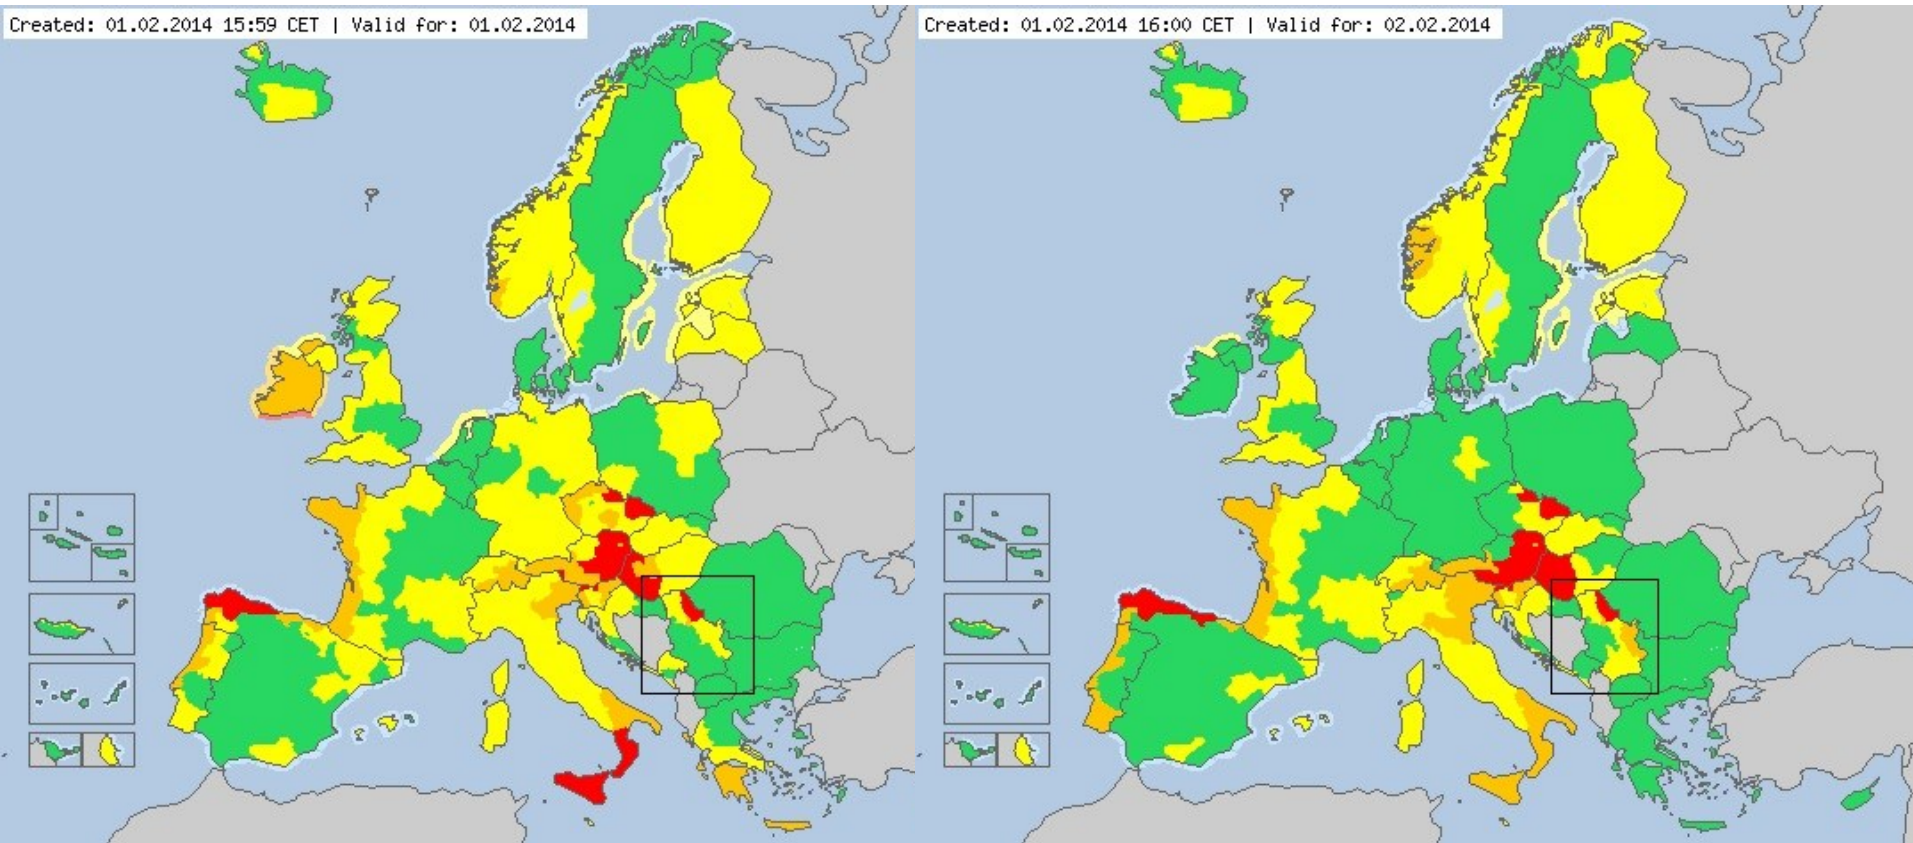 Created: 01.02.2014 15:59 CET | Valid for: 01.02.2014
Created: 01.02.2014 16:00 CET | Valid for: 02.02.2014